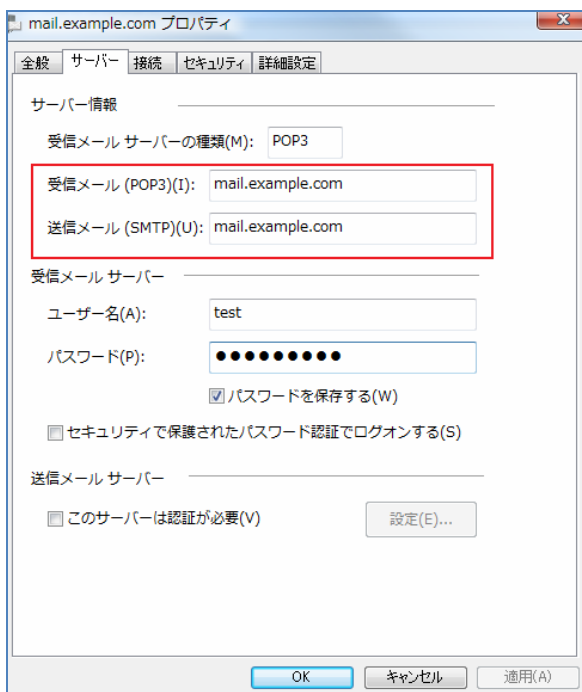 mail.example.com プロパティ
全般 サーバー 接続 セキュリティ 詳細設定
サーバー情報
受信メール サーバーの種類(M): POP3
受信メール (POP3)(I): mail.example.com
送信メール (SMTP)(U): mail.example.com
受信メール サーバー
ユーザー名(A): test
パスワード(P): ●●●●●●●●●
パスワードを保存する(W)
セキュリティで保護されたパスワード認証でログオンする(S)
送信メール サーバー
このサーバーは認証が必要(V) 設定(E)...
OK キャンセル 適用(A)